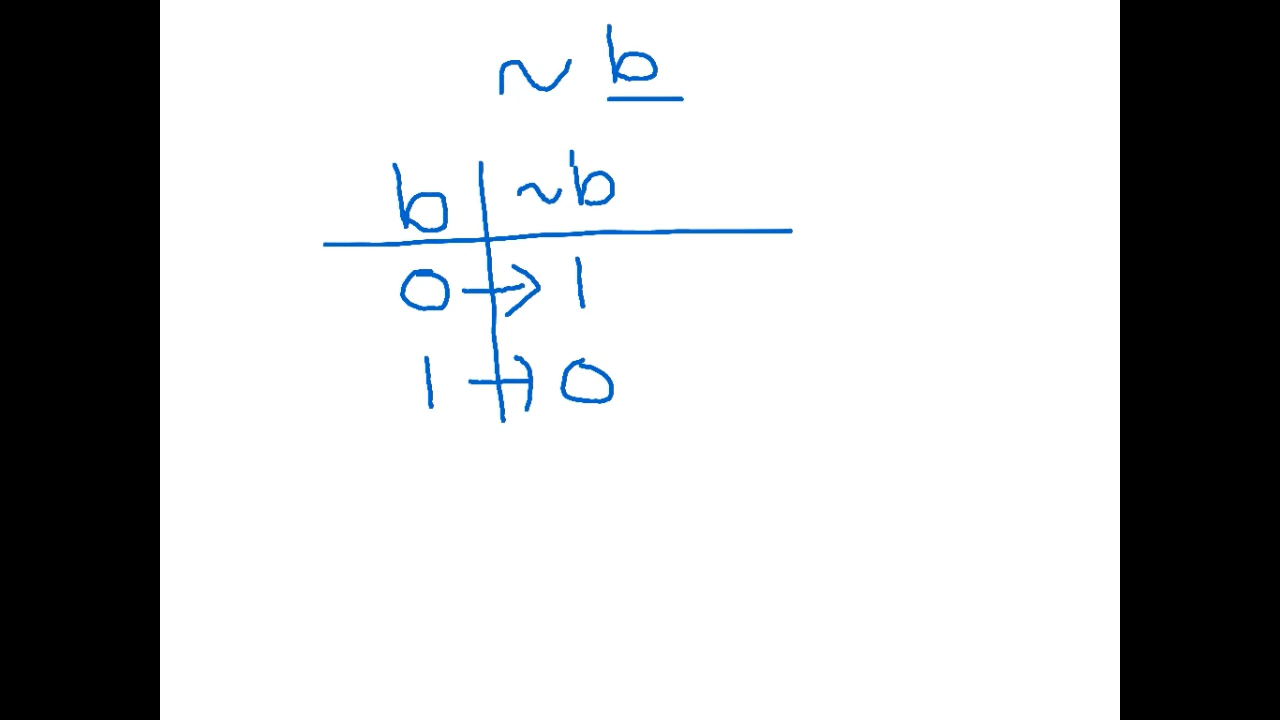 ~ b
b ~b
0 → 1
1 → 0